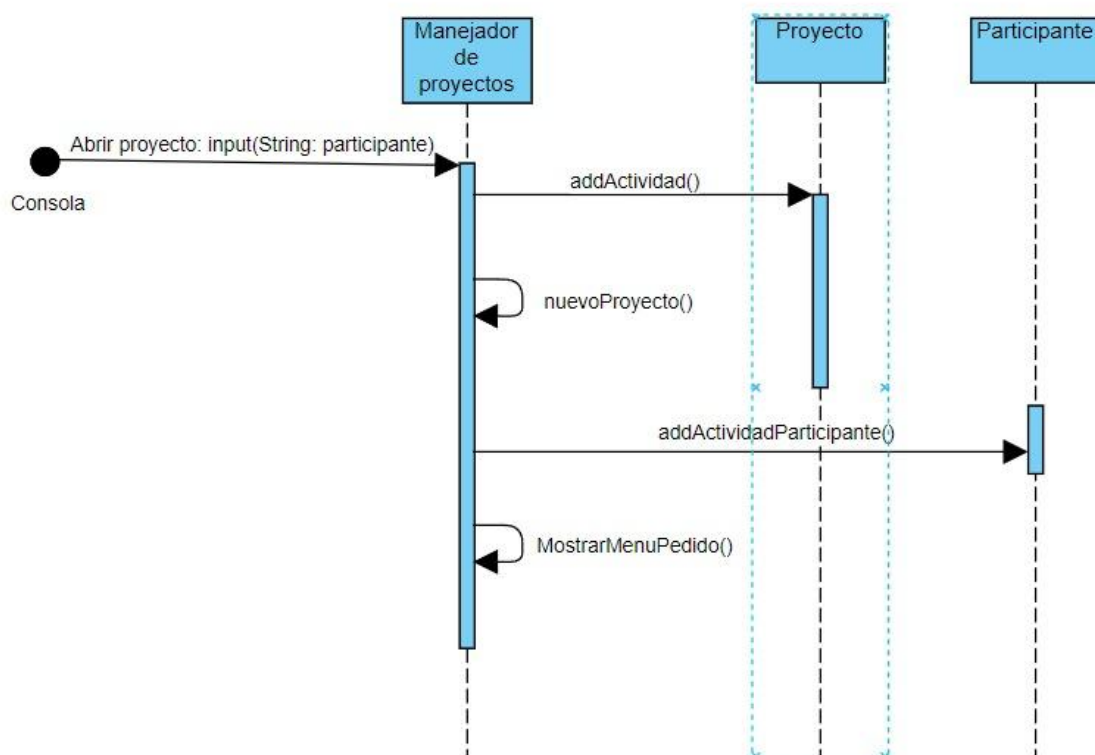 Manejador
de
proyectos
Proyecto
Participante
Abrir proyecto: input(String: participante)
Consola
addActividad()
nuevoProyecto()
addActividadParticipante()
MostrarMenuPedido()